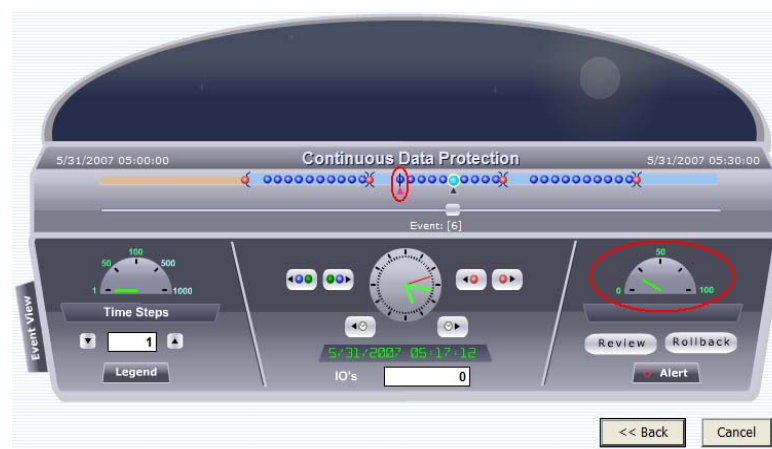 5/31/2007 05:00:00 Continuous Data Protection 5/31/2007 05:30:00
Event: [6]
1 50 100 500 1000
0 50 100
Event View
Time Steps
1
Legend
5/31/2007 05:17:12
IO's 0
Review Rollback
Alert
<< Back Cancel